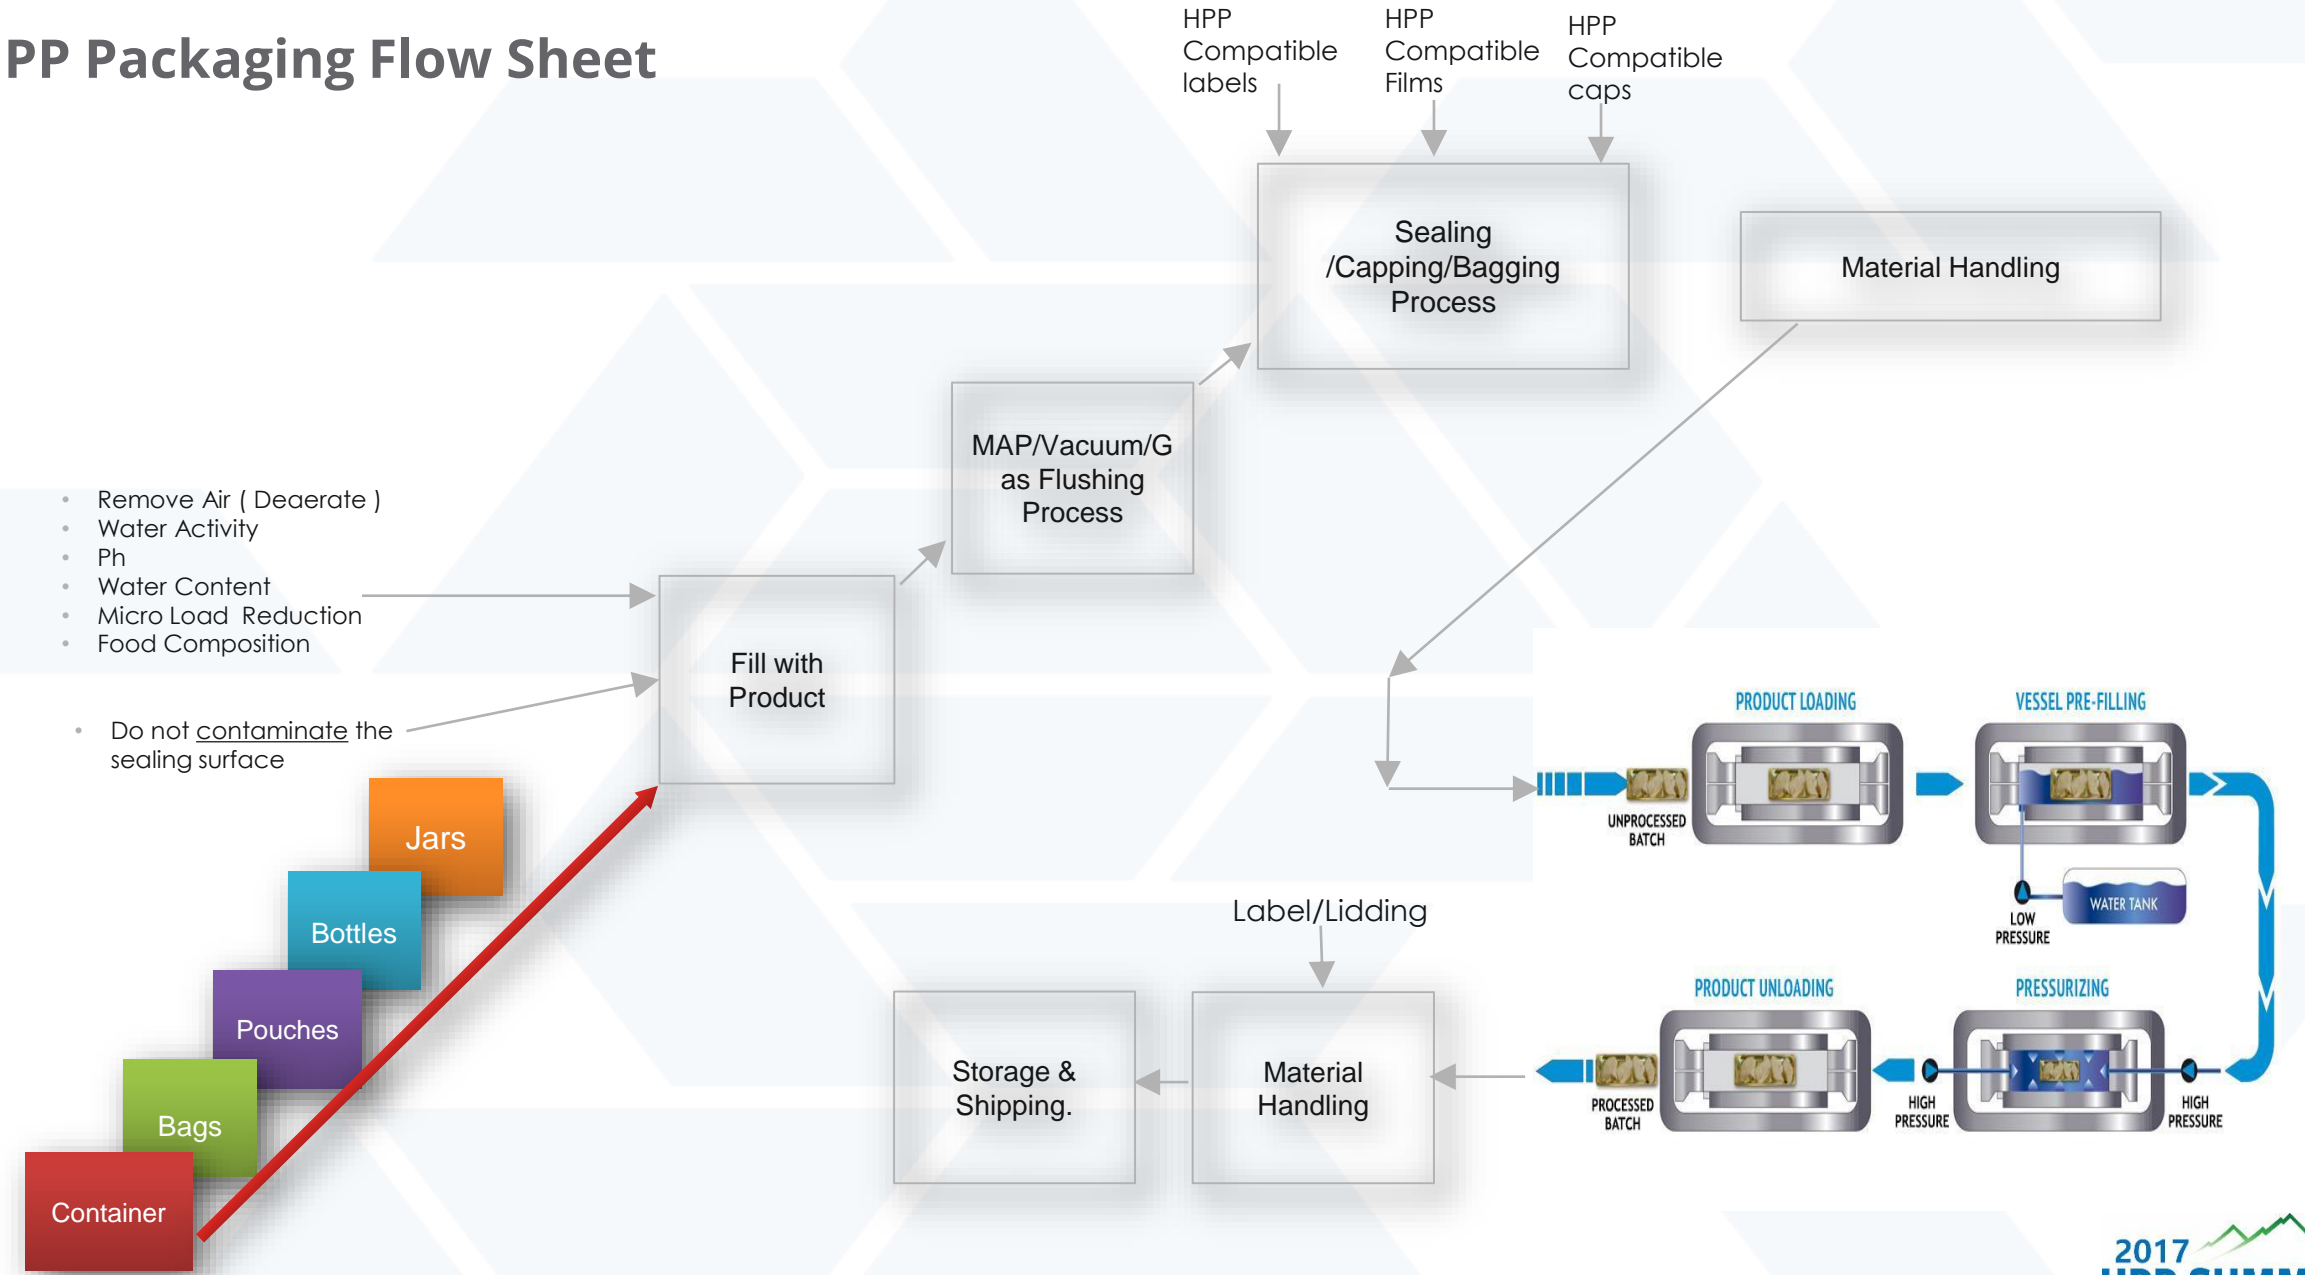 PP Packaging Flow Sheet
HPP
Compatible
labels
HPP
Compatible
Films
HPP
Compatible
caps
Sealing
/Capping/Bagging
Process
Material Handling
MAP/Vacuum/G
as Flushing
Process
• Remove Air ( Deaerate )
• Water Activity
• Ph
• Water Content
• Micro Load  Reduction
• Food Composition
Fill with
Product
• Do not contaminate the
sealing surface
Jars
Bottles
Pouches
Bags
Container
PRODUCT LOADING
VESSEL PRE-FILLING
UNPROCESSED
BATCH
WATER TANK
LOW
PRESSURE
Label/Lidding
PRODUCT UNLOADING
PRESSURIZING
Storage &
Shipping.
Material
Handling
PROCESSED
BATCH
HIGH
PRESSURE
HIGH
PRESSURE
2017